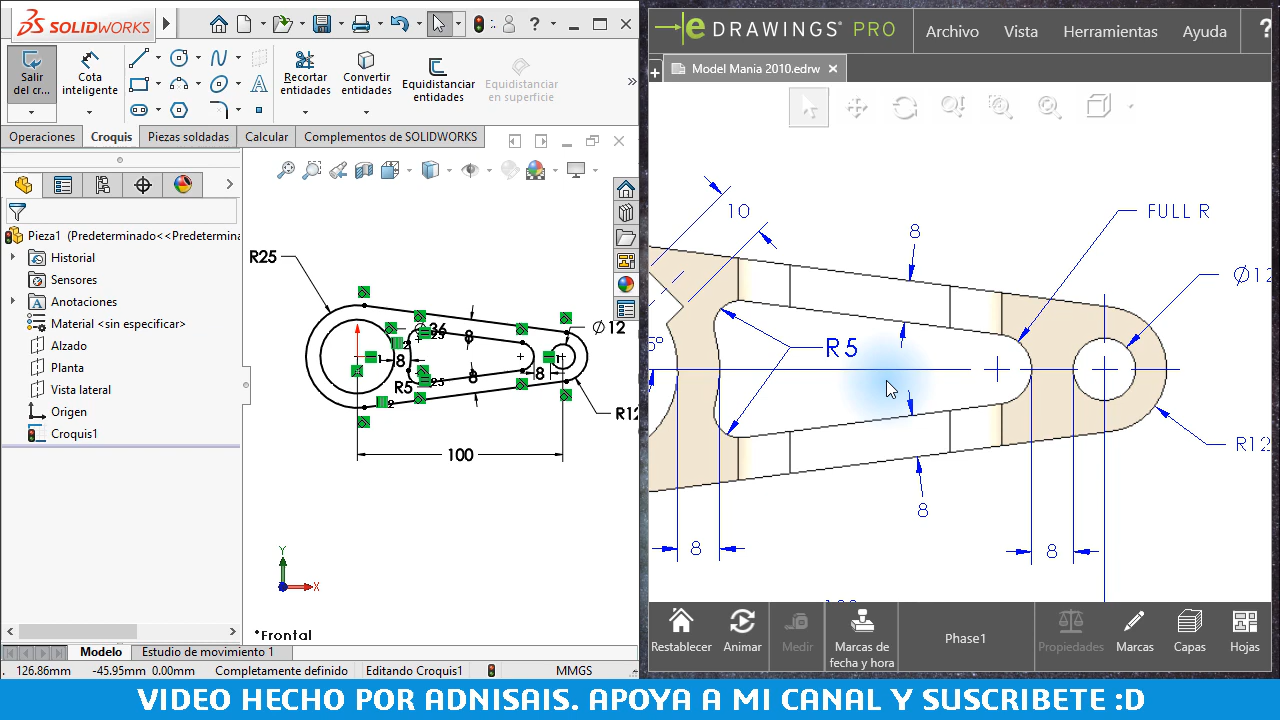 SOLIDWORKS
?
Salir
del cr...
Cota
inteligente
Recortar
entidades
Convertir
entidades
Equidistanciar
entidades
Equidistanciar
en superficie
»
Operaciones
Croquis
Piezas soldadas
Calcular
Complementos de SOLIDWORKS
Pieza1 (Predeterminado<<Predetermina
Historial
Sensores
Anotaciones
Material <sin especificar>
Alzado
Planta
Vista lateral
Origen
Croquis1
R25
8
Ø12
8
8
R5
8
R12
100
Y
X
*Frontal
Modelo
Estudio de movimiento 1
126.86mm
-45.95mm 0.00mm
Completamente definido
Editando Croquis1
MMGS
eDRAWINGS® PRO
Archivo
Vista
Herramientas
Ayuda
?
Model Mania 2010.edrw
10
8
FULL R
Ø12
5°
R5
R12
8
8
8
Restablecer
Animar
Medir
Marcas de
fecha y hora
Phase1
Propiedades
Marcas
Capas
Hojas
VIDEO HECHO POR ADNISAIS. APOYA A MI CANAL Y SUSCRIBETE :D